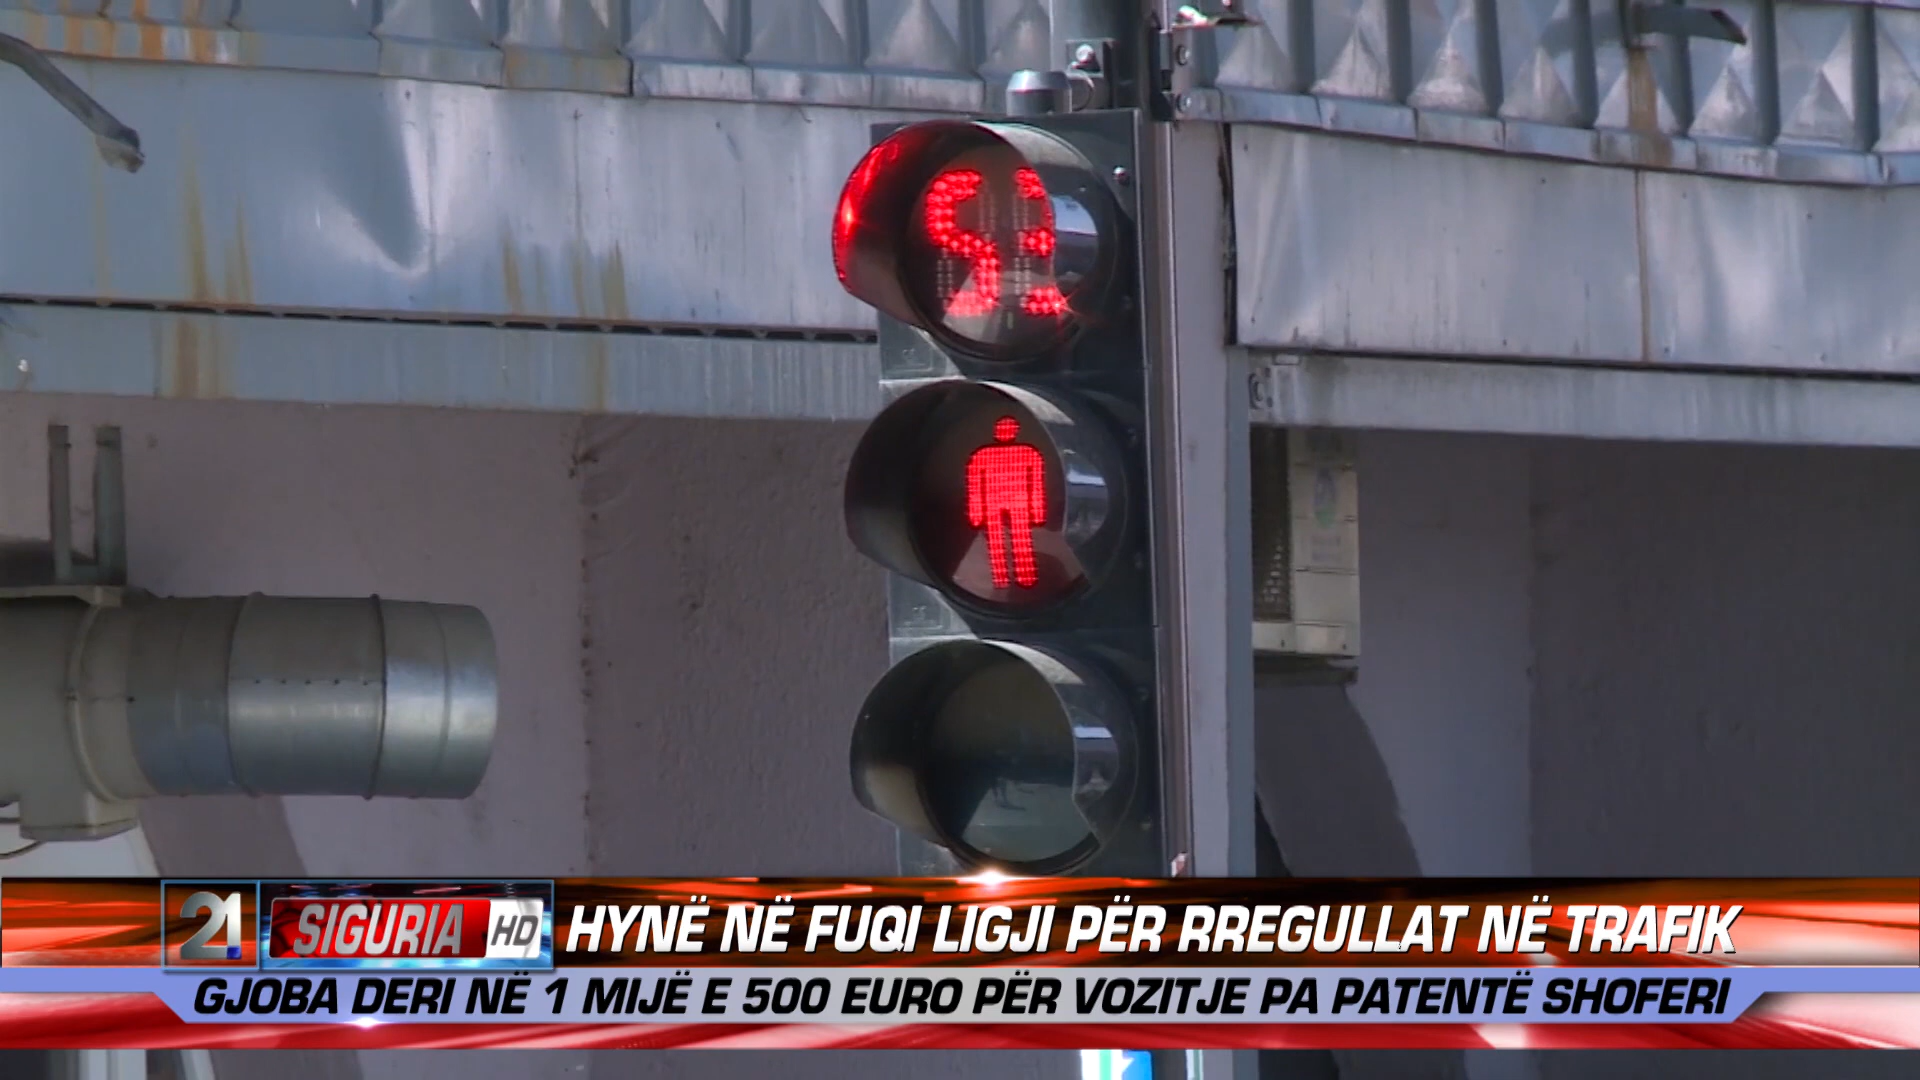 21 SIGURIA HD HYNË NË FUQI LIGJI PËR RREGULLAT NË TRAFIK
GJOBA DERI NË 1 MIJË E 500 EURO PËR VOZITJE PA PATENTË SHOFERI